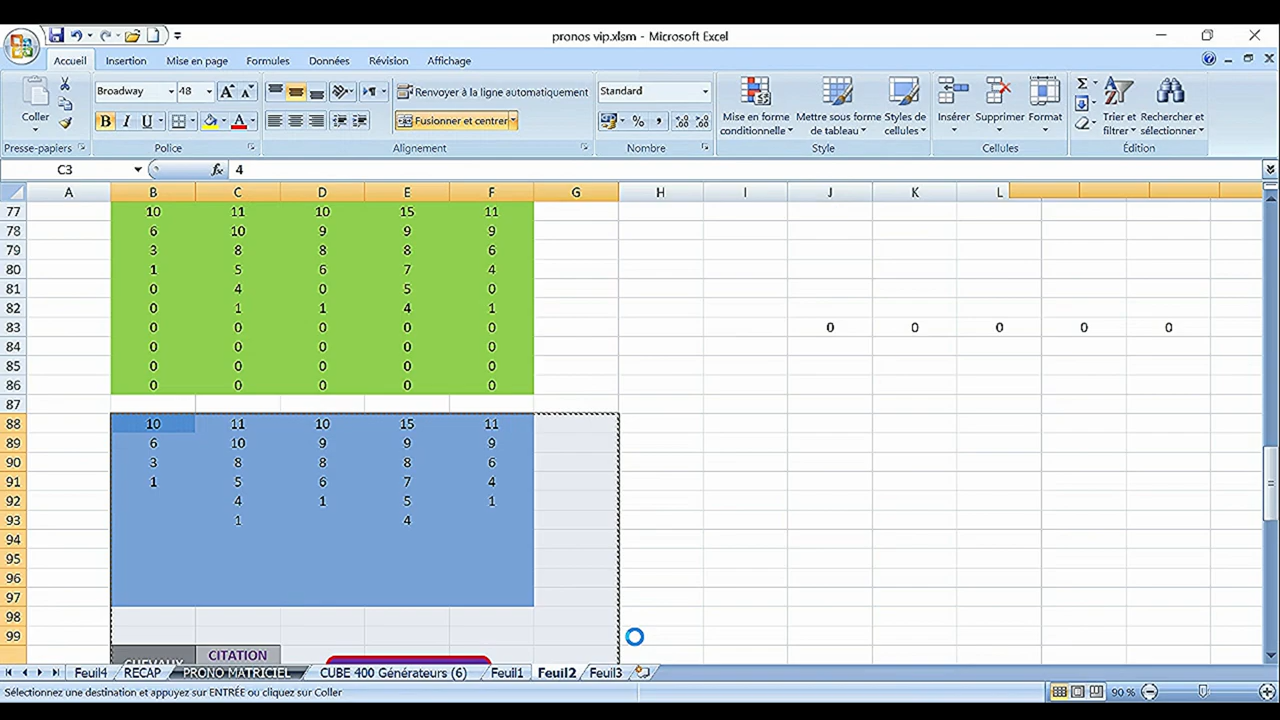 pronos vip.xlsm - Microsoft Excel
Accueil Insertion Mise en page Formules Données Révision Affichage
Coller
Presse-papiers
Broadway 48
B I U
Police
Renvoyer à la ligne automatiquement
Fusionner et centrer
Alignement
Standard
% ,
Nombre
Mise en forme conditionnelle
Mettre sous forme de tableau
Styles de cellules
Style
Insérer Supprimer Format
Cellules
Σ
Trier et filtrer
Rechercher et sélectionner
Édition
C3 fx 4
A B C D E F G H I J K L
77 10 11 10 15 11
78 6 10 9 9 9
79 3 8 8 8 6
80 1 5 6 7 4
81 0 4 0 5 0
82 0 1 1 4 1
83 0 0 0 0 0 0 0 0 0 0
84 0 0 0 0 0
85 0 0 0 0 0
86 0 0 0 0 0
87
88 10 11 10 15 11
89 6 10 9 9 9
90 3 8 8 8 6
91 1 5 6 7 4
92 4 1 5 1
93 1 4
94
95
96
97
98
99
CHEVAUX CITATION
Feuil4 RECAP PRONO MATRICIEL CUBE 400 Générateurs (6) Feuil1 Feuil2 Feuil3
Sélectionnez une destination et appuyez sur ENTRÉE ou cliquez sur Coller
90 %